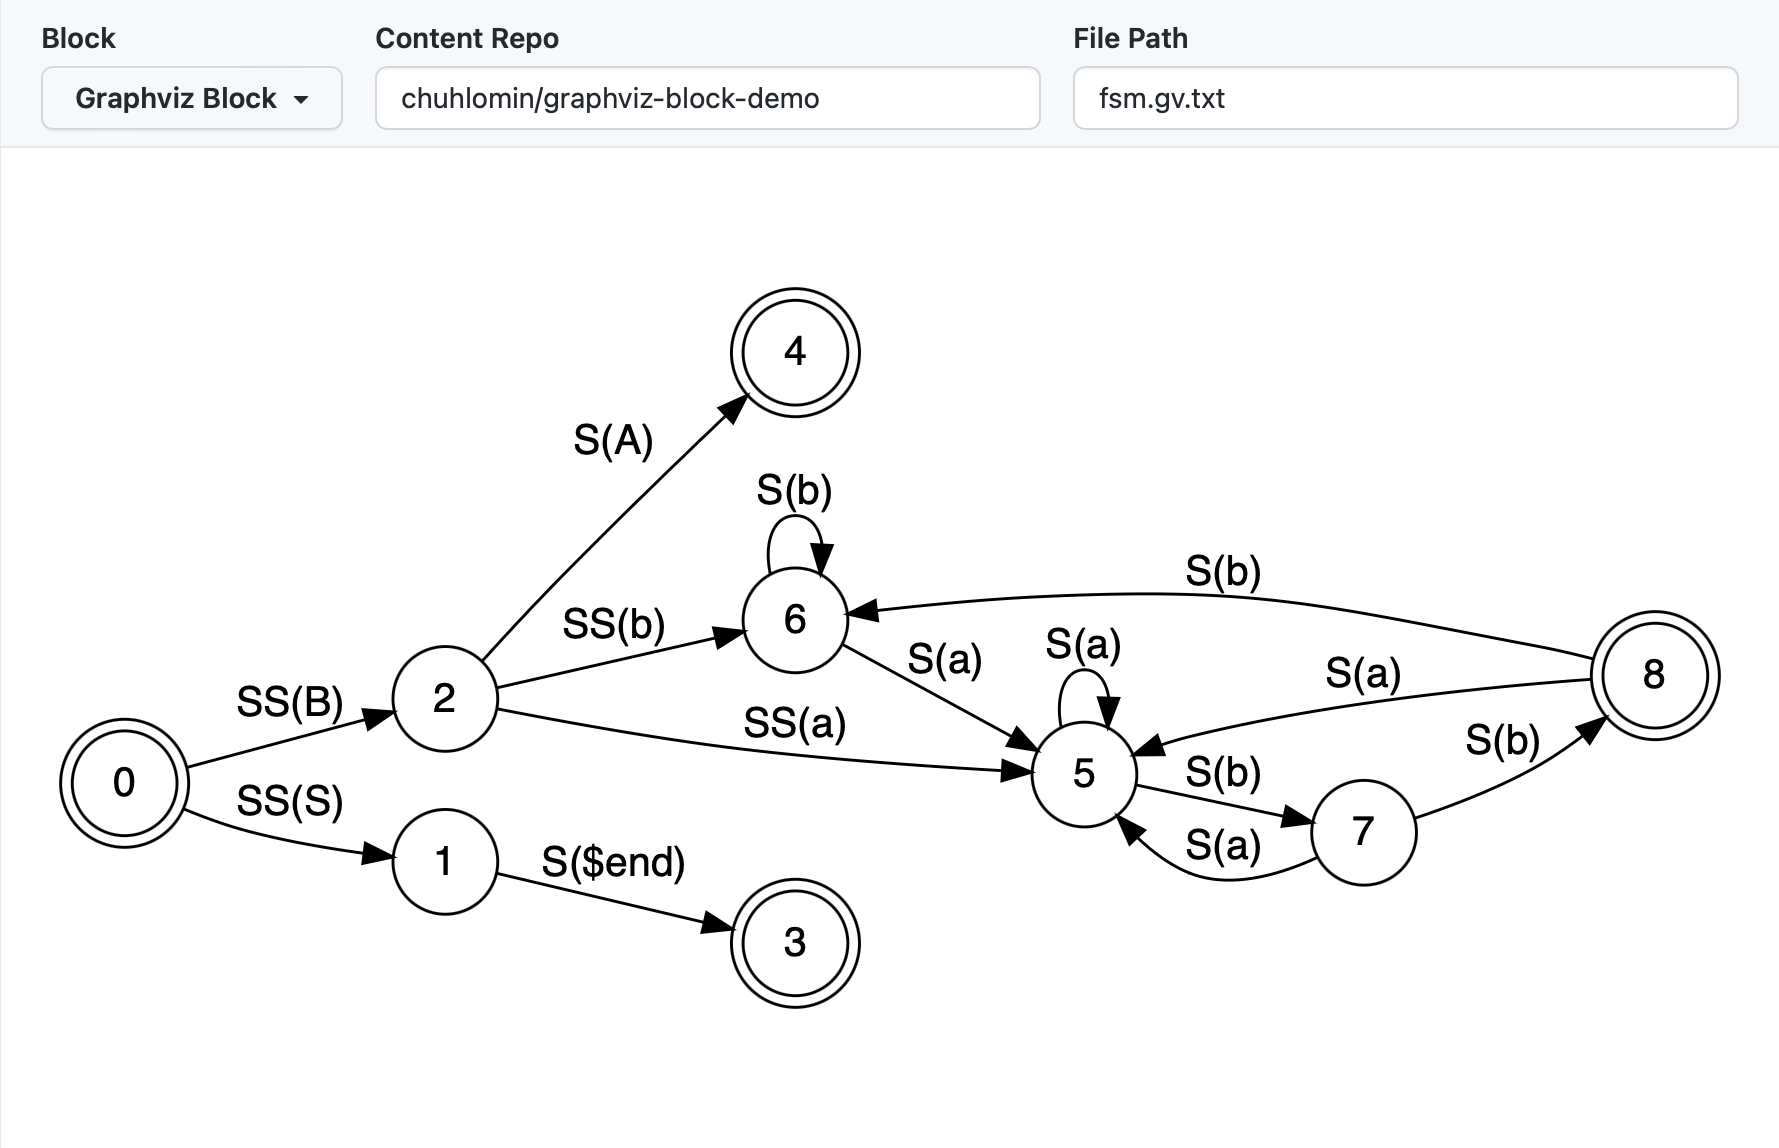 Block
Content Repo
File Path
Graphviz Block
chuhlomin/graphviz-block-demo
fsm.gv.txt
4
S(A)
S(b)
S(b)
6
SS(b)
S(a)
S(a)
S(a)
8
SS(B)
2
SS(a)
S(b)
0
5
S(b)
SS(S)
7
S(a)
1
S($end)
3